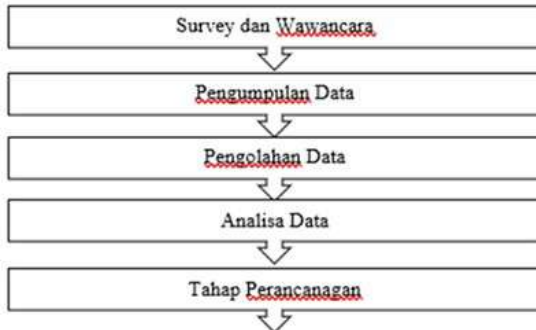 Survey dan Wawancara
Pengumpulan Data
Pengolahan Data
Analisa Data
Tahap Perancanagan